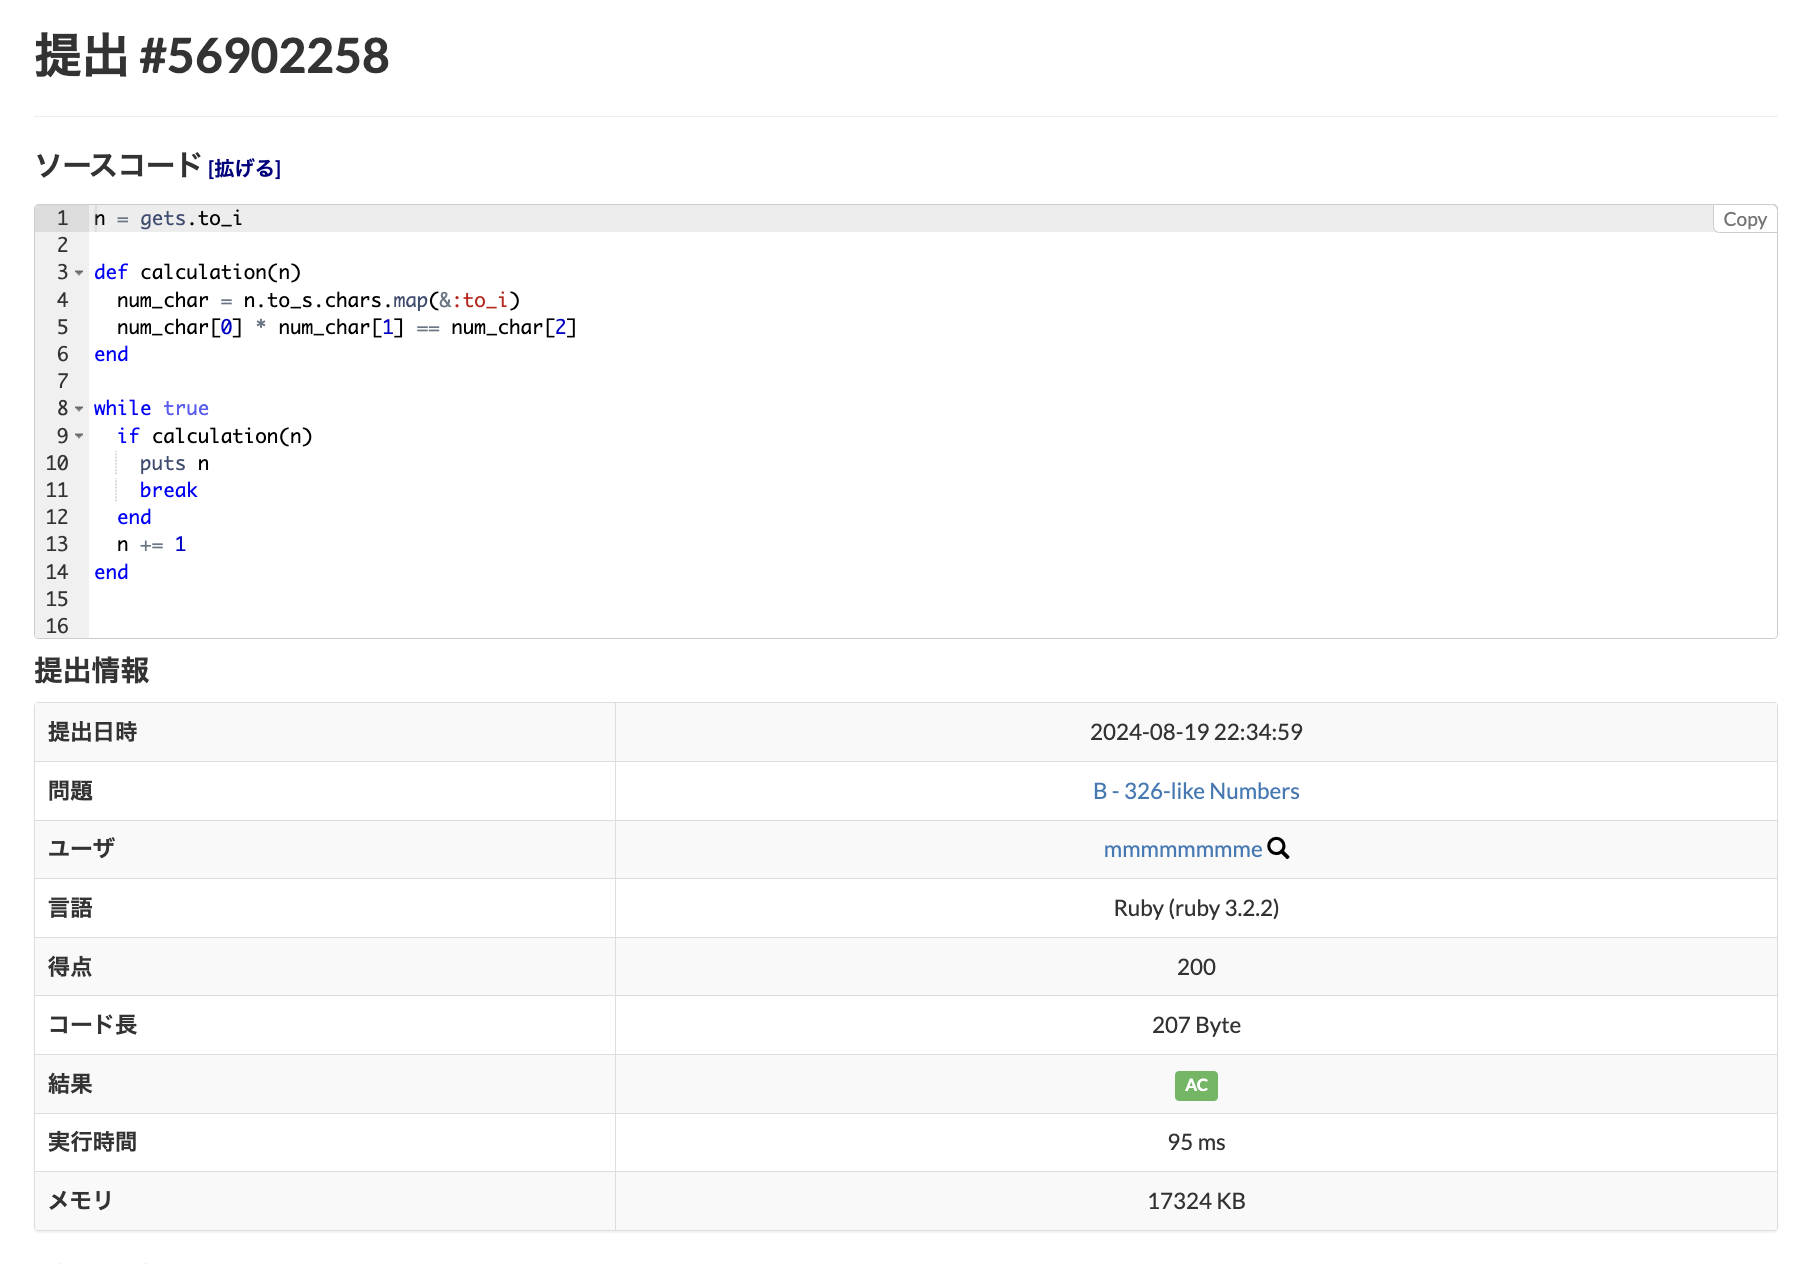 提出 #56902258
ソースコード [拡げる]
Copy
1 n = gets.to_i
2
3 def calculation(n)
4   num_char = n.to_s.chars.map(&:to_i)
5   num_char[0] * num_char[1] == num_char[2]
6 end
7
8 while true
9   if calculation(n)
10     puts n
11     break
12   end
13   n += 1
14 end
15
16
提出情報
提出日時 2024-08-19 22:34:59
問題 B - 326-like Numbers
ユーザ mmmmmmmme
言語 Ruby (ruby 3.2.2)
得点 200
コード長 207 Byte
結果 AC
実行時間 95 ms
メモリ 17324 KB